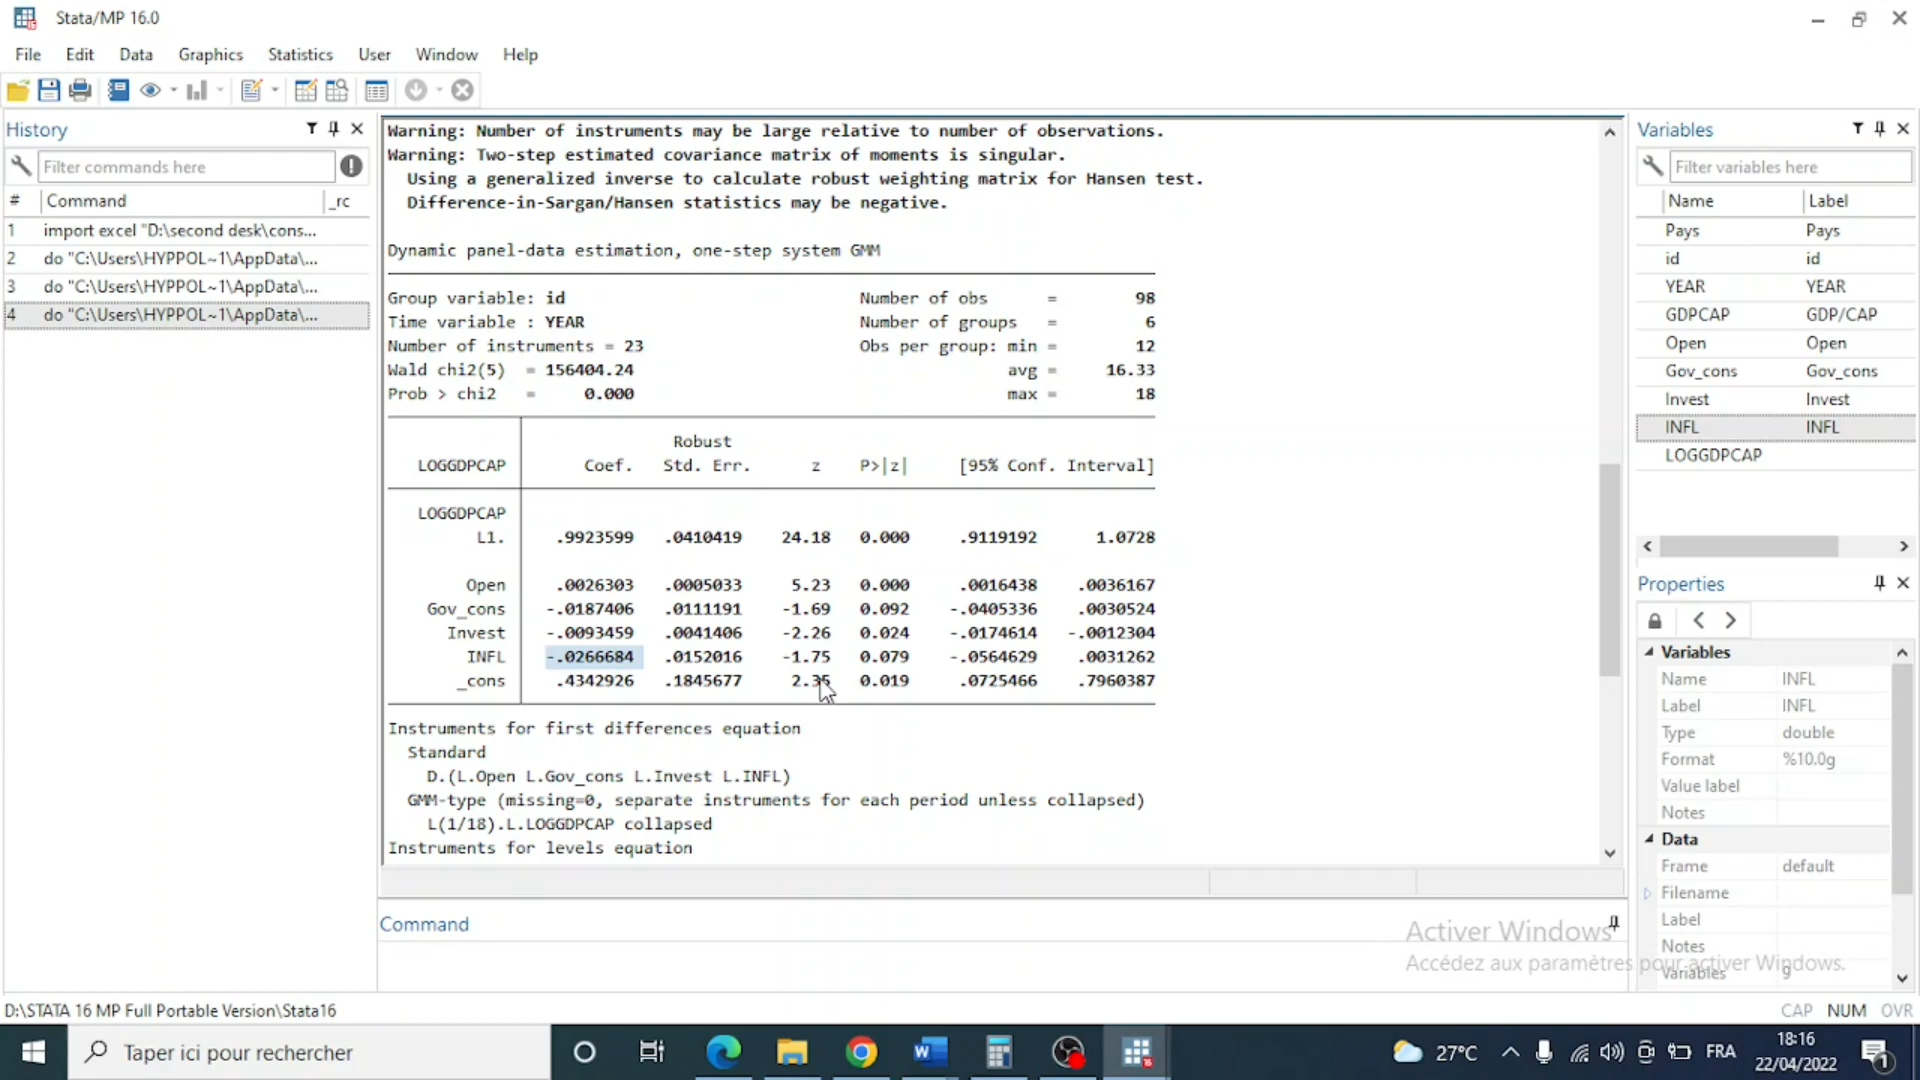 Stata/MP 16.0
File Edit Data Graphics Statistics User Window Help
History
Filter commands here
# Command _rc
1 import excel "D:\second desk\cons...
2 do "C:\Users\HYPPOL~1\AppData\...
3 do "C:\Users\HYPPOL~1\AppData\...
4 do "C:\Users\HYPPOL~1\AppData\...
Warning: Number of instruments may be large relative to number of observations.
Warning: Two-step estimated covariance matrix of moments is singular.
Using a generalized inverse to calculate robust weighting matrix for Hansen test.
Difference-in-Sargan/Hansen statistics may be negative.
Dynamic panel-data estimation, one-step system GMM
Group variable: id Number of obs = 98
Time variable : YEAR Number of groups = 6
Number of instruments = 23 Obs per group: min = 12
Wald chi2(5) = 156404.24 avg = 16.33
Prob > chi2 = 0.000 max = 18
Robust
LOGGDPCAP Coef. Std. Err. z P>|z| [95% Conf. Interval]
LOGGDPCAP
L1. .9923599 .0410419 24.18 0.000 .9119192 1.0728
Open .0026303 .0005033 5.23 0.000 .0016438 .0036167
Gov_cons -.0187406 .0111191 -1.69 0.092 -.0405336 .0030524
Invest -.0093459 .0041406 -2.26 0.024 -.0174614 -.0012304
INFL -.0266684 .0152016 -1.75 0.079 -.0564629 .0031262
_cons .4342926 .1845677 2.35 0.019 .0725466 .7960387
Instruments for first differences equation
Standard
D.(L.Open L.Gov_cons L.Invest L.INFL)
GMM-type (missing=0, separate instruments for each period unless collapsed)
L(1/18).L.LOGGDPCAP collapsed
Instruments for levels equation
Command
Variables
Filter variables here
Name Label
Pays Pays
id id
YEAR YEAR
GDPCAP GDP/CAP
Open Open
Gov_cons Gov_cons
Invest Invest
INFL INFL
LOGGDPCAP
Properties
Variables
Name INFL
Label INFL
Type double
Format %10.0g
Value label
Notes
Data
Frame default
Filename
Label
Notes
Variables 9
Activer Windows
Accédez aux paramètres pour activer Windows.
D:\STATA 16 MP Full Portable Version\Stata16
CAP NUM OVR
Taper ici pour rechercher
27°C
FRA
18:16
22/04/2022
1